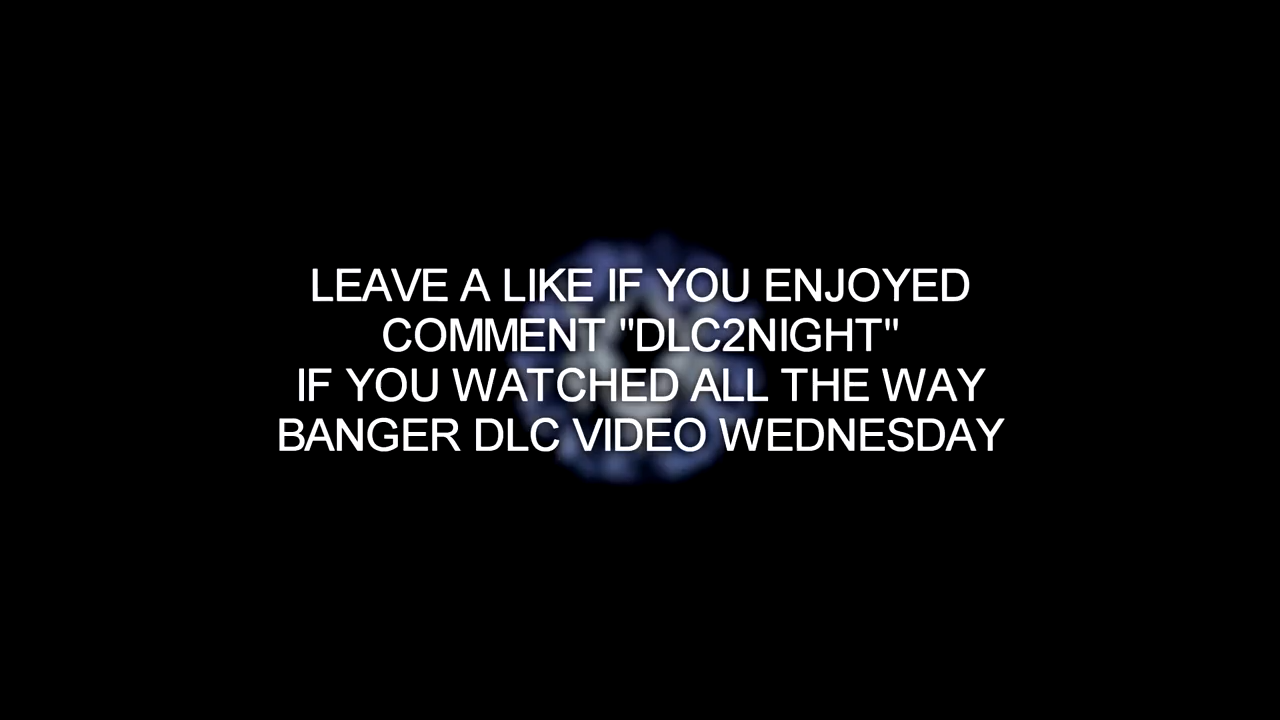 LEAVE A LIKE IF YOU ENJOYED
COMMENT "DLC2NIGHT"
IF YOU WATCHED ALL THE WAY
BANGER DLC VIDEO WEDNESDAY